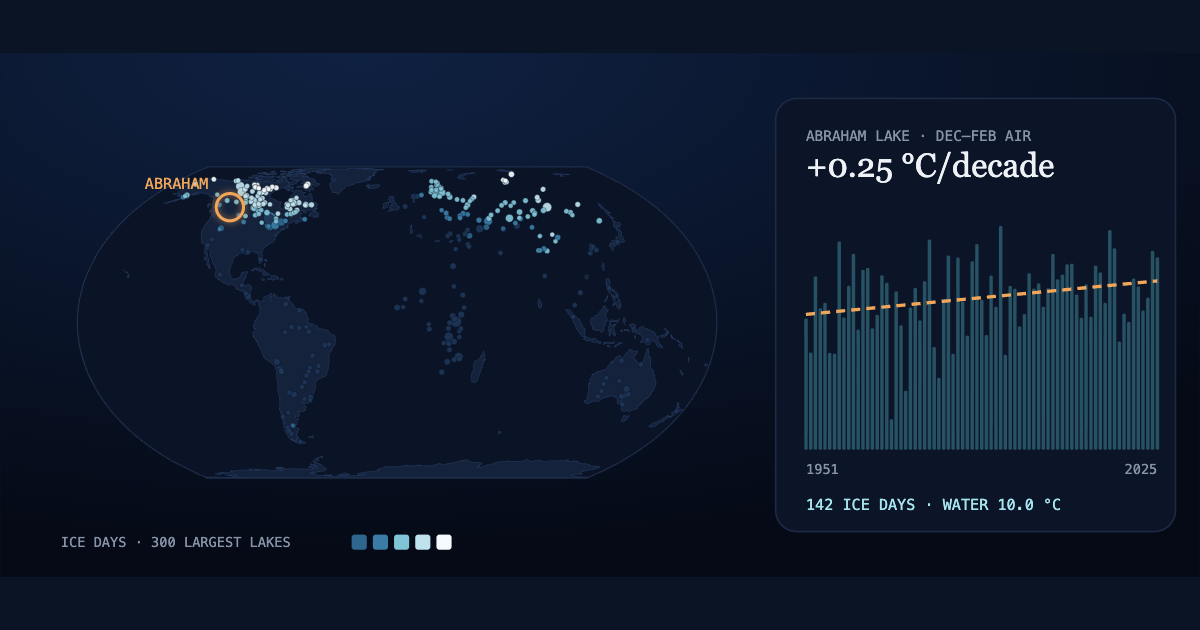 ABRAHAM
ABRAHAM LAKE · DEC–FEB AIR
+0.25 °C/decade
1951
2025
142 ICE DAYS · WATER 10.0 °C
ICE DAYS · 300 LARGEST LAKES